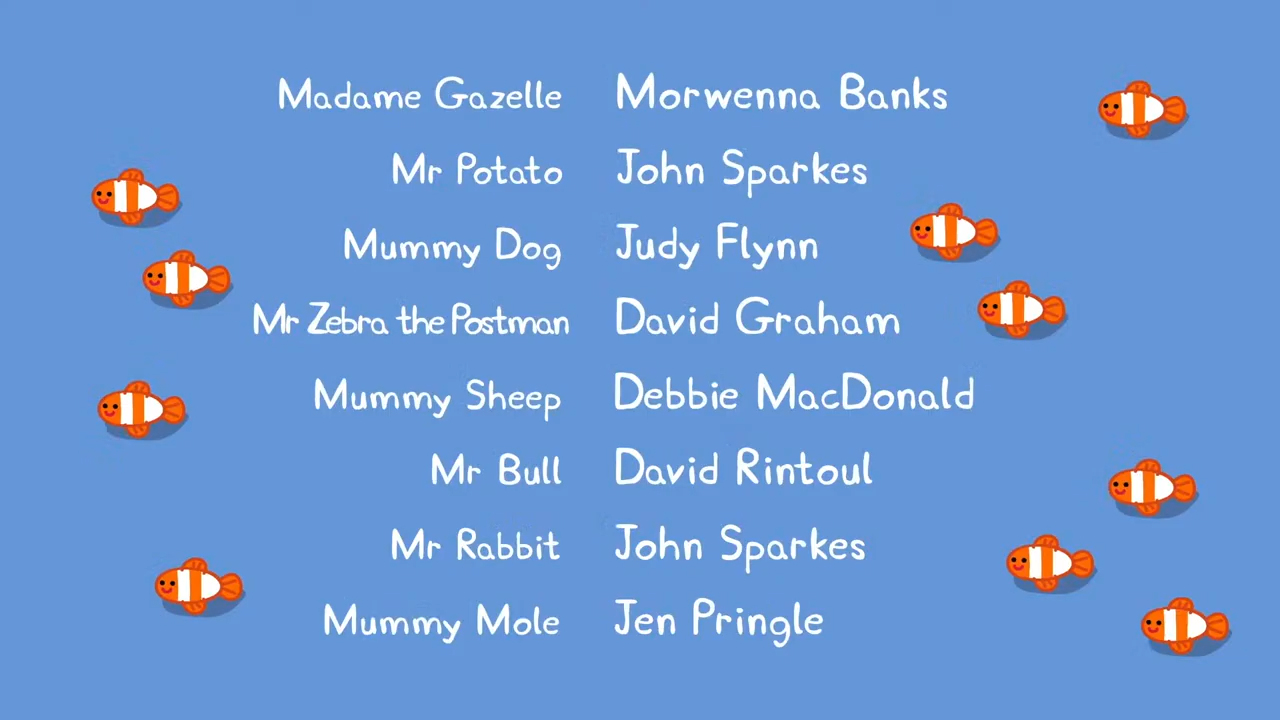 Madame Gazelle Morwenna Banks
Mr Potato John Sparkes
Mummy Dog Judy Flynn
Mr Zebra the Postman David Graham
Mummy Sheep Debbie MacDonald
Mr Bull David Rintoul
Mr Rabbit John Sparkes
Mummy Mole Jen Pringle